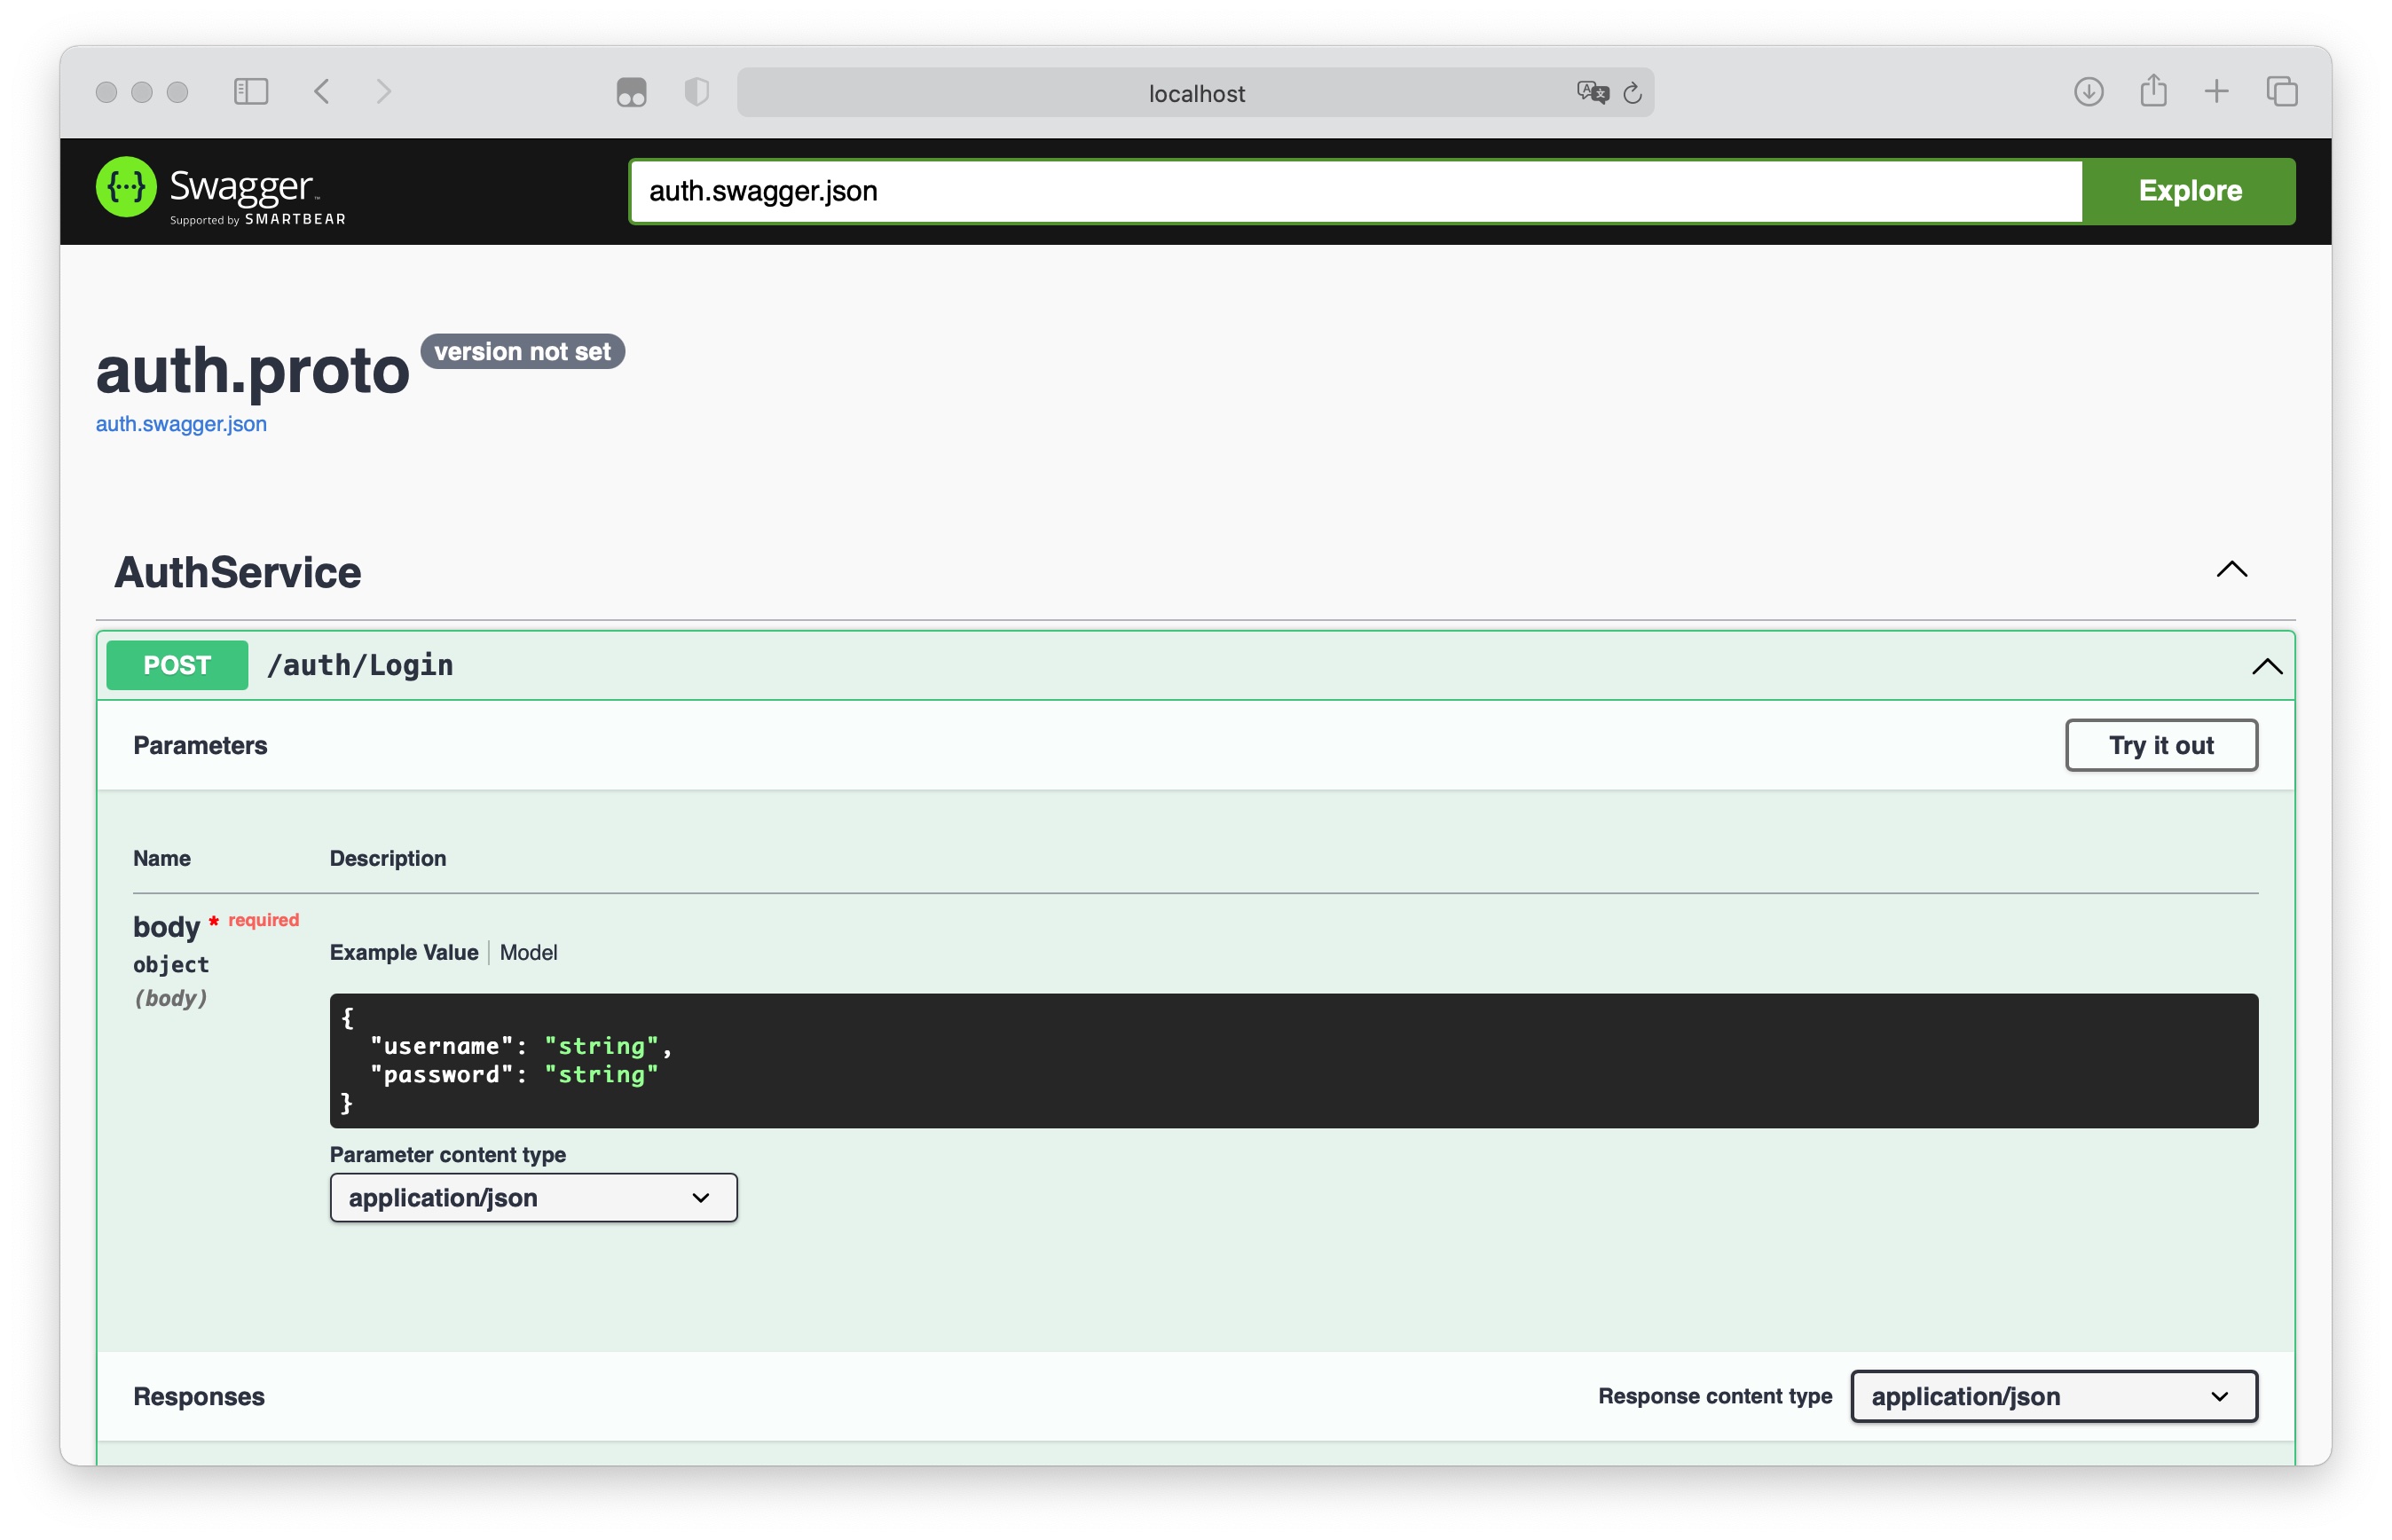 localhost
Swagger
Supported by SMARTBEAR
auth.swagger.json
Explore
auth.proto version not set
auth.swagger.json
AuthService
POST /auth/Login
Parameters
Try it out
Name Description
body * required
object
(body)
Example Value Model
{
"username": "string",
"password": "string"
}
Parameter content type
application/json
Responses
Response content type application/json